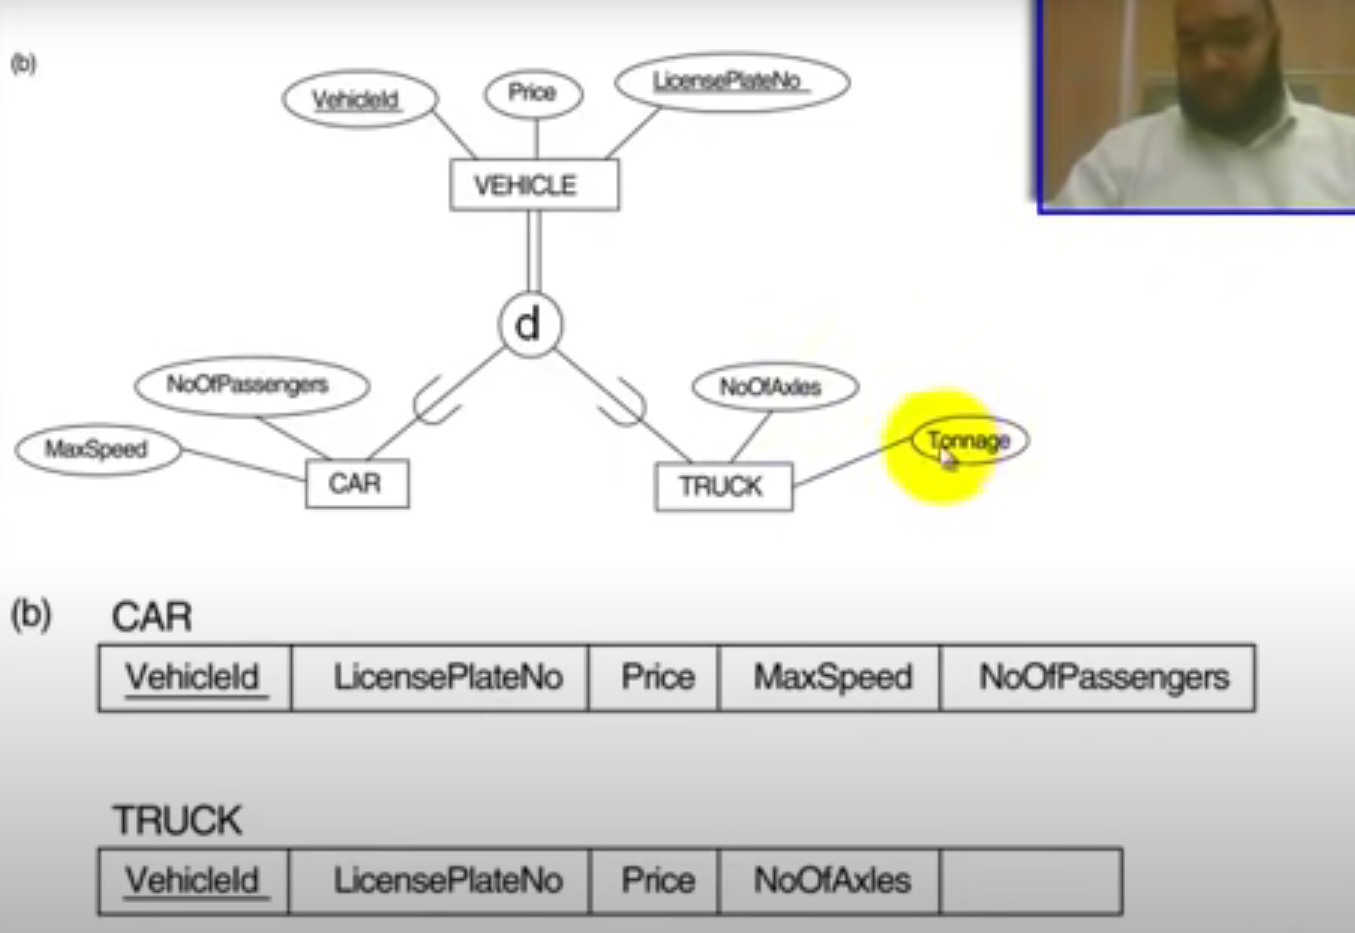 (b)
VehicleId
Price
LicensePlateNo
VEHICLE
d
NoOfPassengers
NoOfAxles
MaxSpeed
Tonnage
CAR
TRUCK
(b)
CAR
VehicleId LicensePlateNo Price MaxSpeed NoOfPassengers
TRUCK
VehicleId LicensePlateNo Price NoOfAxles